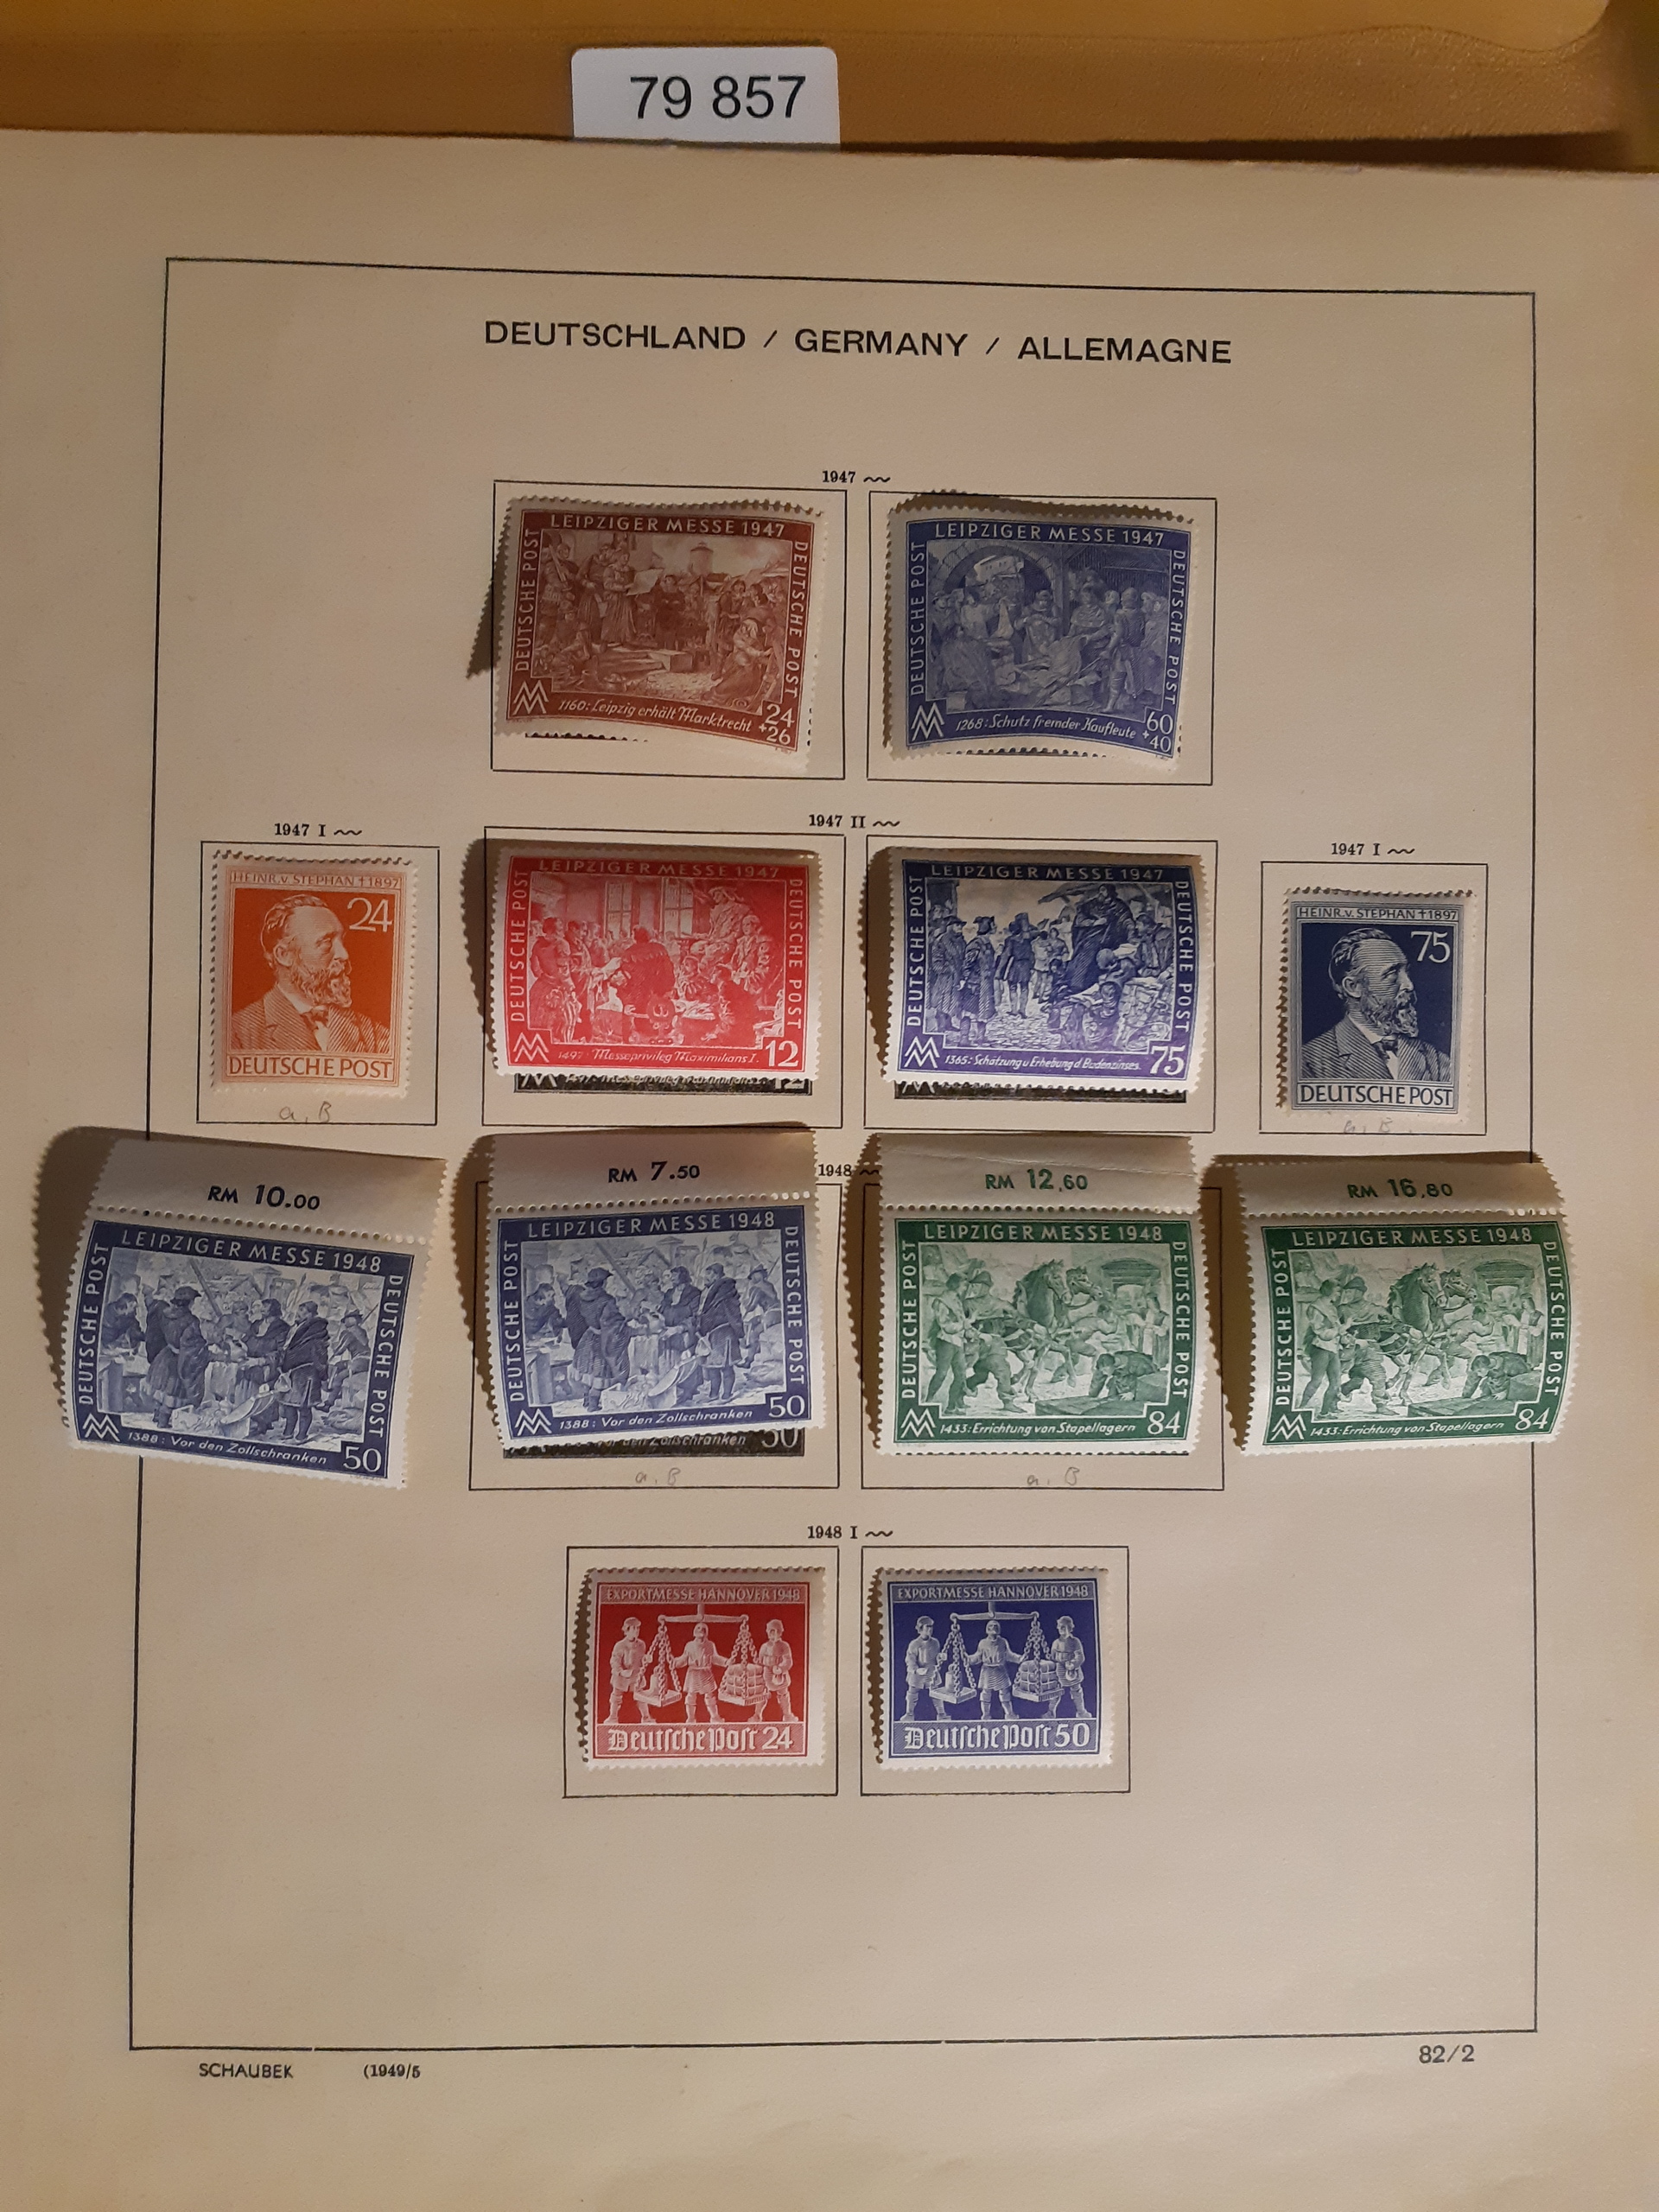 79 857
DEUTSCHLAND / GERMANY / ALLEMAGNE
1947
LEIPZIGER MESSE 1947
DEUTSCHE POST
DEUTSCHE POST
1160: Leipzig erhält Marktrecht
24
+26
LEIPZIGER MESSE 1947
DEUTSCHE POST
DEUTSCHE POST
1268: Schutz fremder Kaufleute
60
+40
1947 I
HEINR. v. STEPHAN † 1897
24
DEUTSCHE POST
a, B
1947 II
LEIPZIGER MESSE 1947
DEUTSCHE POST
DEUTSCHE POST
1497: Messeprivileg Maximilians I.
12
LEIPZIGER MESSE 1947
DEUTSCHE POST
DEUTSCHE POST
1365: Schätzung u Erhebung d Bodenzinses.
75
1947 I
HEINR. v. STEPHAN † 1897
75
DEUTSCHE POST
a, B
RM 10.00
LEIPZIGER MESSE 1948
DEUTSCHE POST
DEUTSCHE POST
1388: Vor den Zollschranken
50
RM 7.50
LEIPZIGER MESSE 1948
DEUTSCHE POST
DEUTSCHE POST
1388: Vor den Zollschranken
50
den Zollschranken
50
a, B
1948
RM 12,60
LEIPZIGER MESSE 1948
DEUTSCHE POST
DEUTSCHE POST
1433: Errichtung von Stapellagern
84
a, B
RM 16,80
LEIPZIGER MESSE 1948
DEUTSCHE POST
DEUTSCHE POST
1433: Errichtung von Stapellagern
84
1948 I
EXPORTMESSE HANNOVER 1948
Deutsche Post 24
EXPORTMESSE HANNOVER 1948
Deutsche Post 50
SCHAUBEK (1949/5
82/2